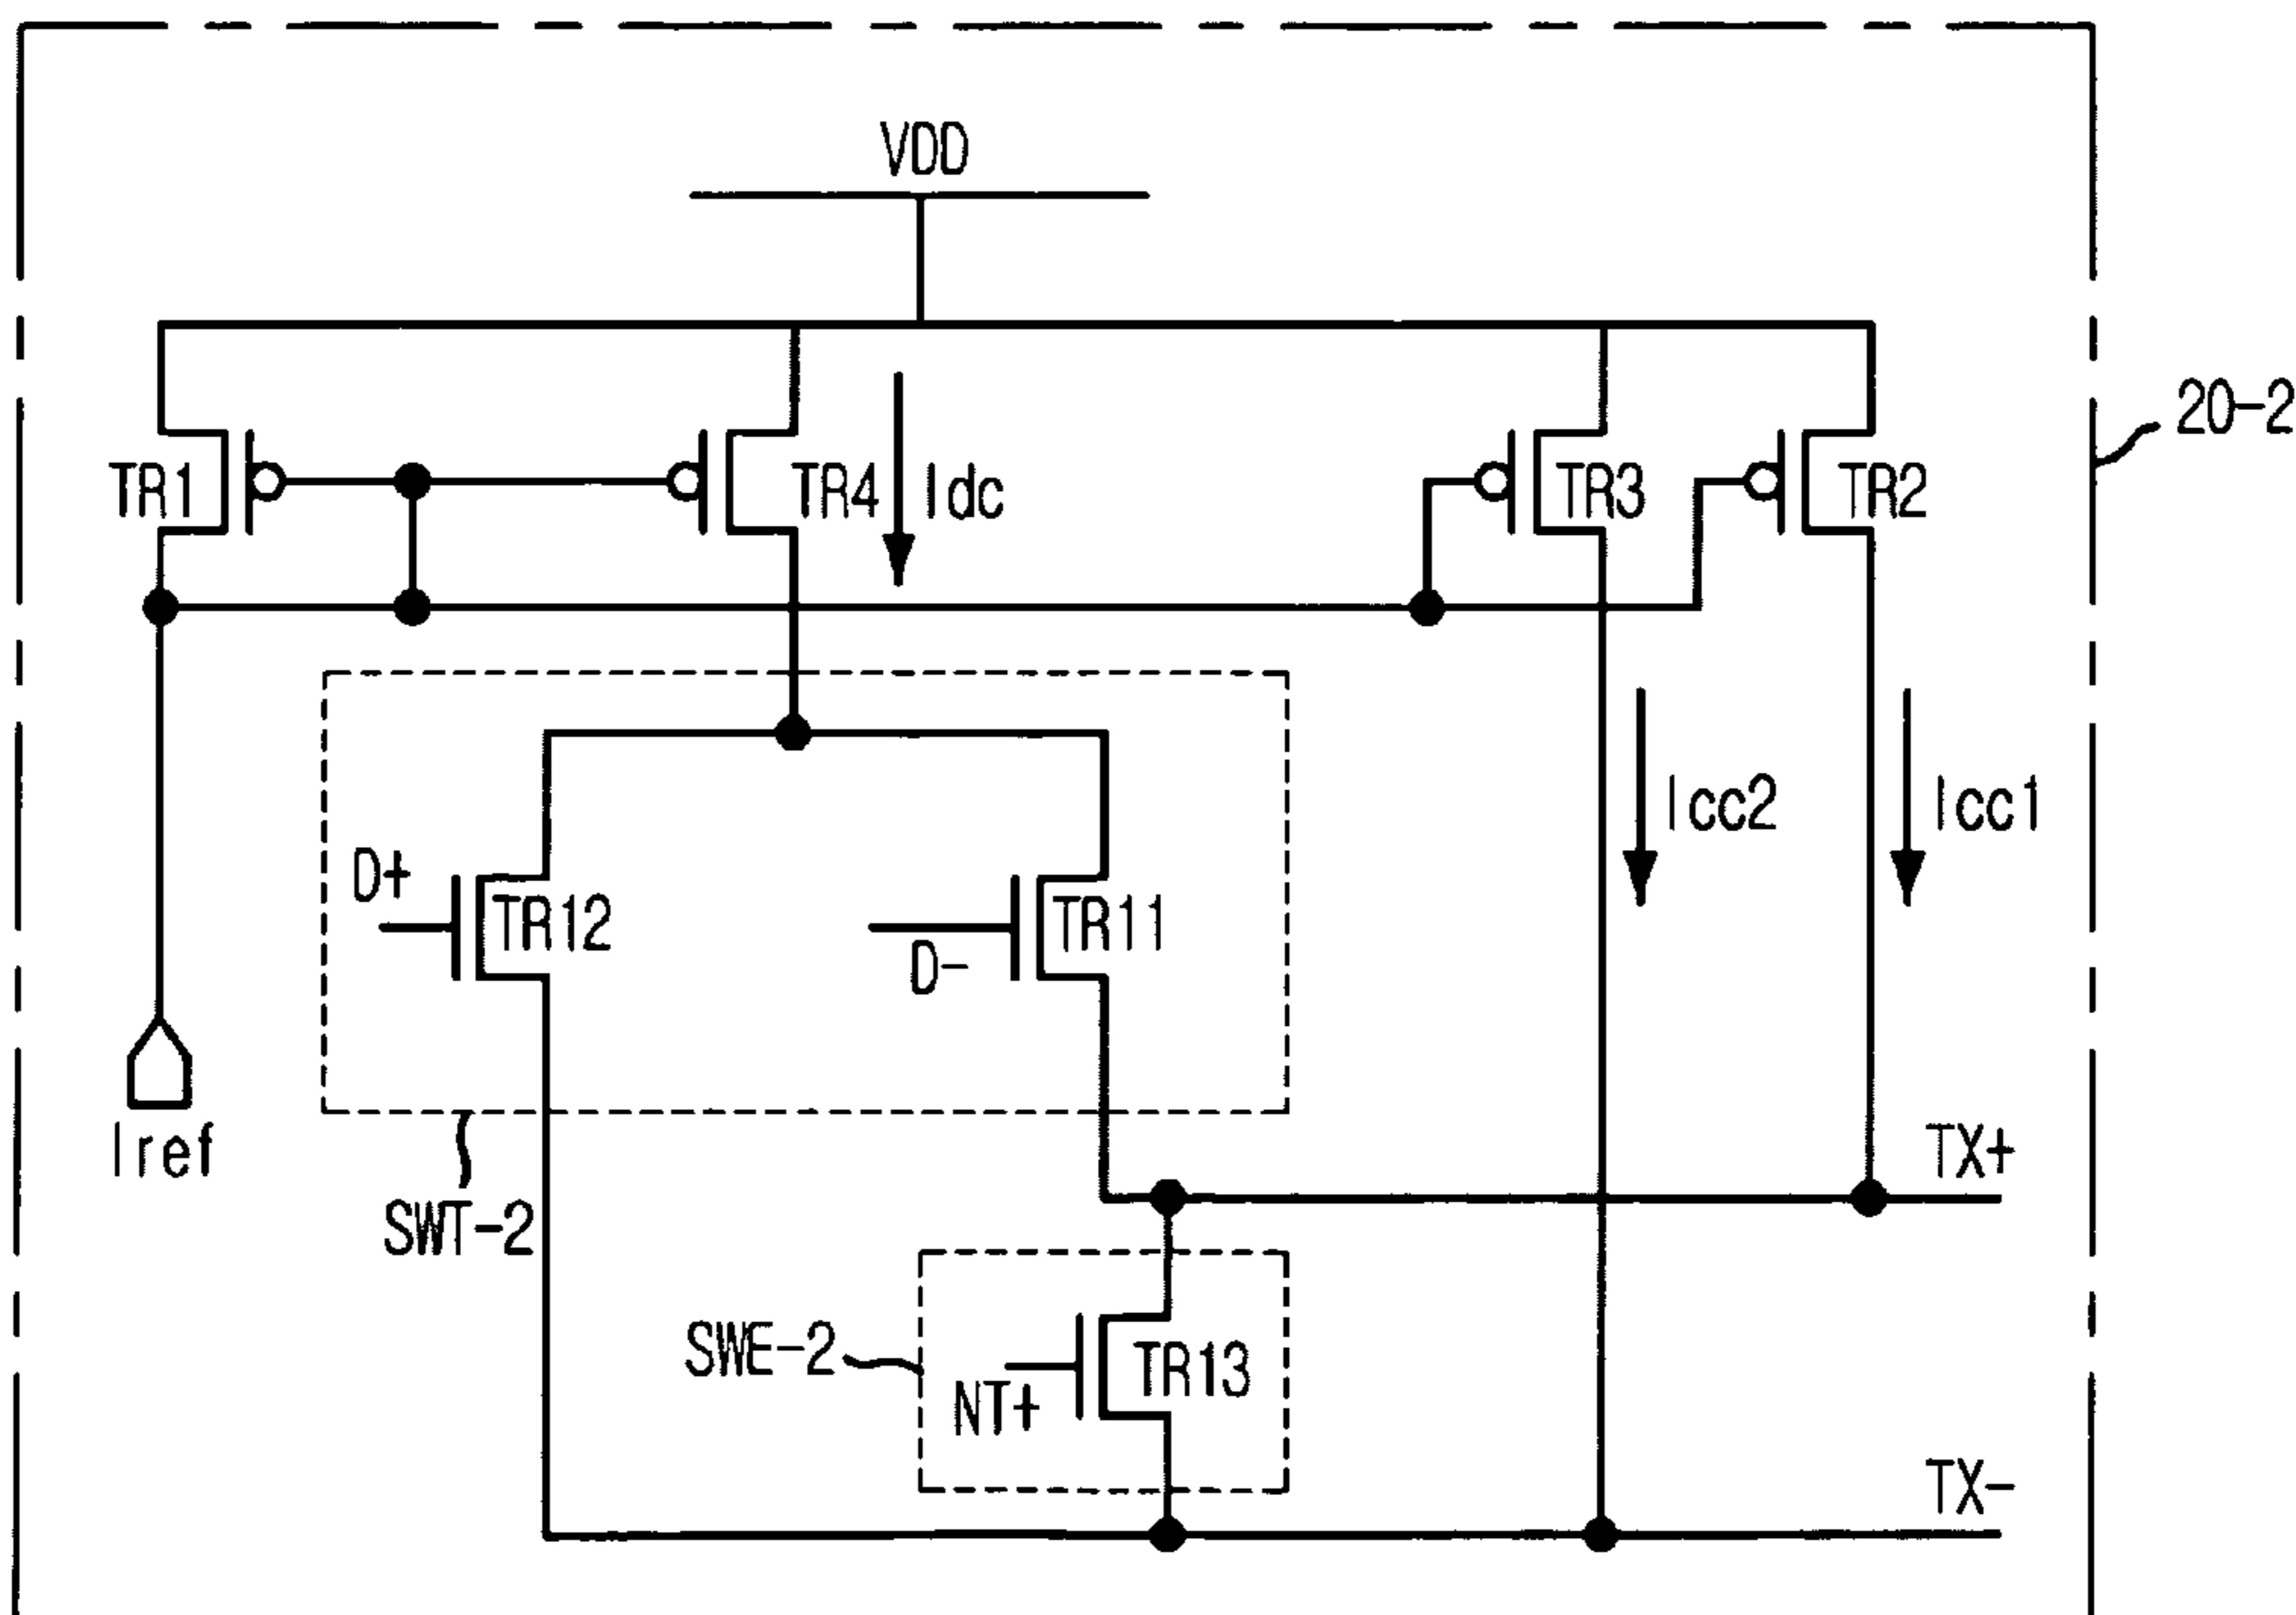 VDD
20-2
TR1
TR4
Idc
TR3
TR2
Icc2
Icc1
D+
TR12
D-
TR11
Iref
SWT-2
TX+
SWE-2
NT+
TR13
TX-